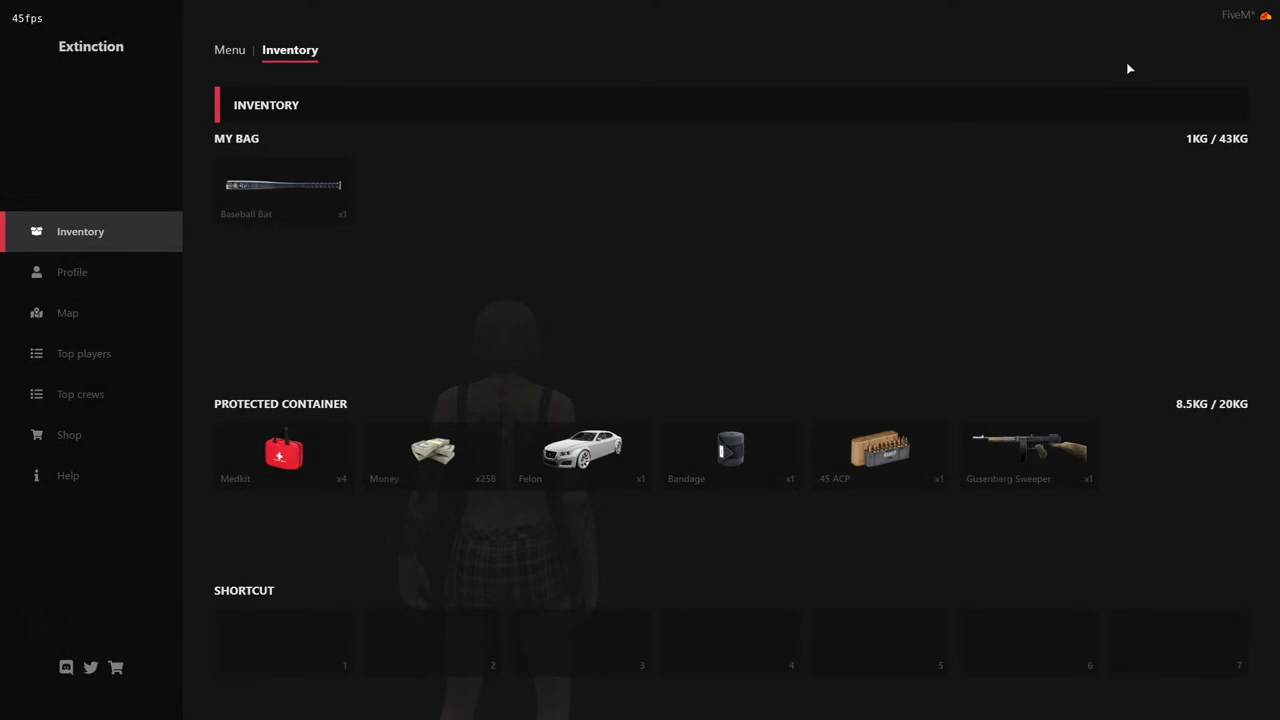 45fps
FiveM*
Extinction
Menu | Inventory
INVENTORY
MY BAG 1KG / 43KG
Baseball Bat x1
Inventory
Profile
Map
Top players
Top crews
Shop
Help
PROTECTED CONTAINER 8.5KG / 20KG
Medkit x4
Money x258
Felon x1
Bandage x1
.45 ACP x1
Gusenberg Sweeper x1
SHORTCUT
1 2 3 4 5 6 7